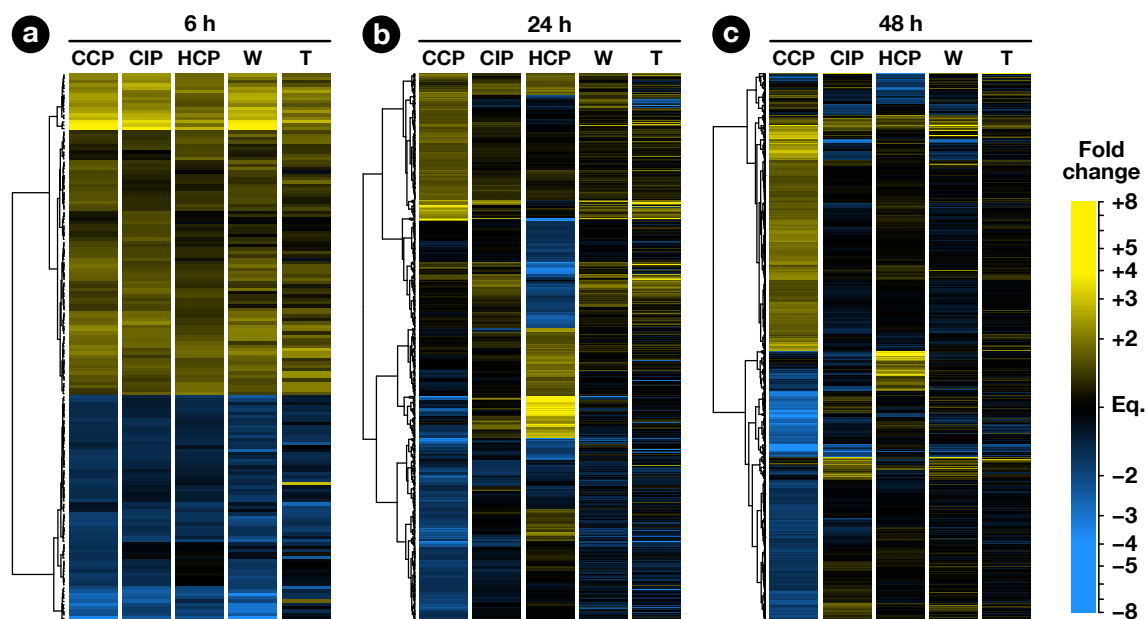 a
6 h
CCP CIP HCP W T
b
24 h
CCP CIP HCP W T
c
48 h
CCP CIP HCP W T
Fold
change
+8
+5
+4
+3
+2
Eq.
−2
−3
−4
−5
−8